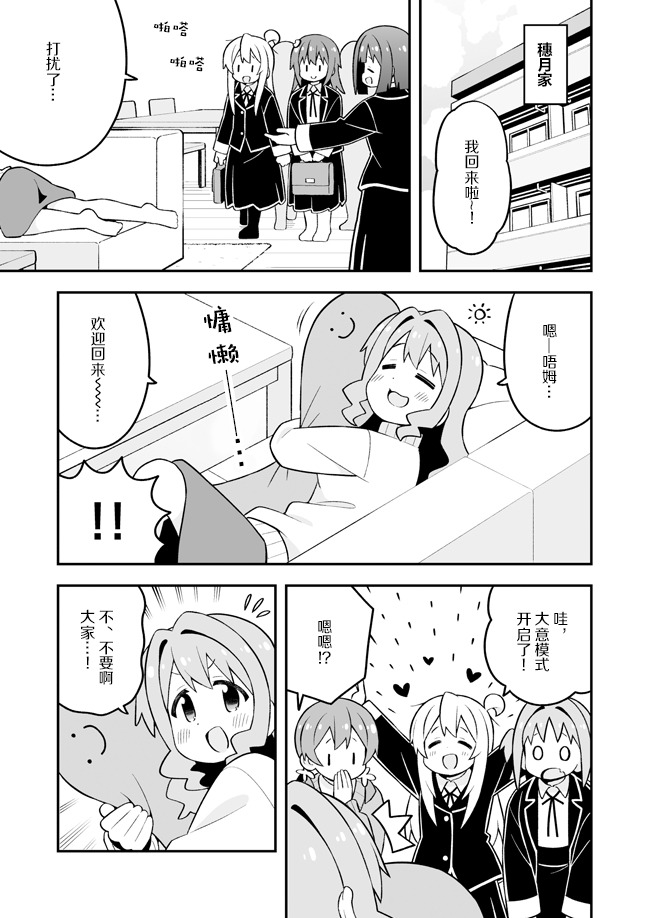 穗月家
我回来啦~!
啪嗒
啪嗒
打扰了…
嗯—唔姆…
慵懒……
欢迎回来~~~…
!!
哇,
大意模式
开启了!
嗯嗯!?
不、不要啊
大家…!